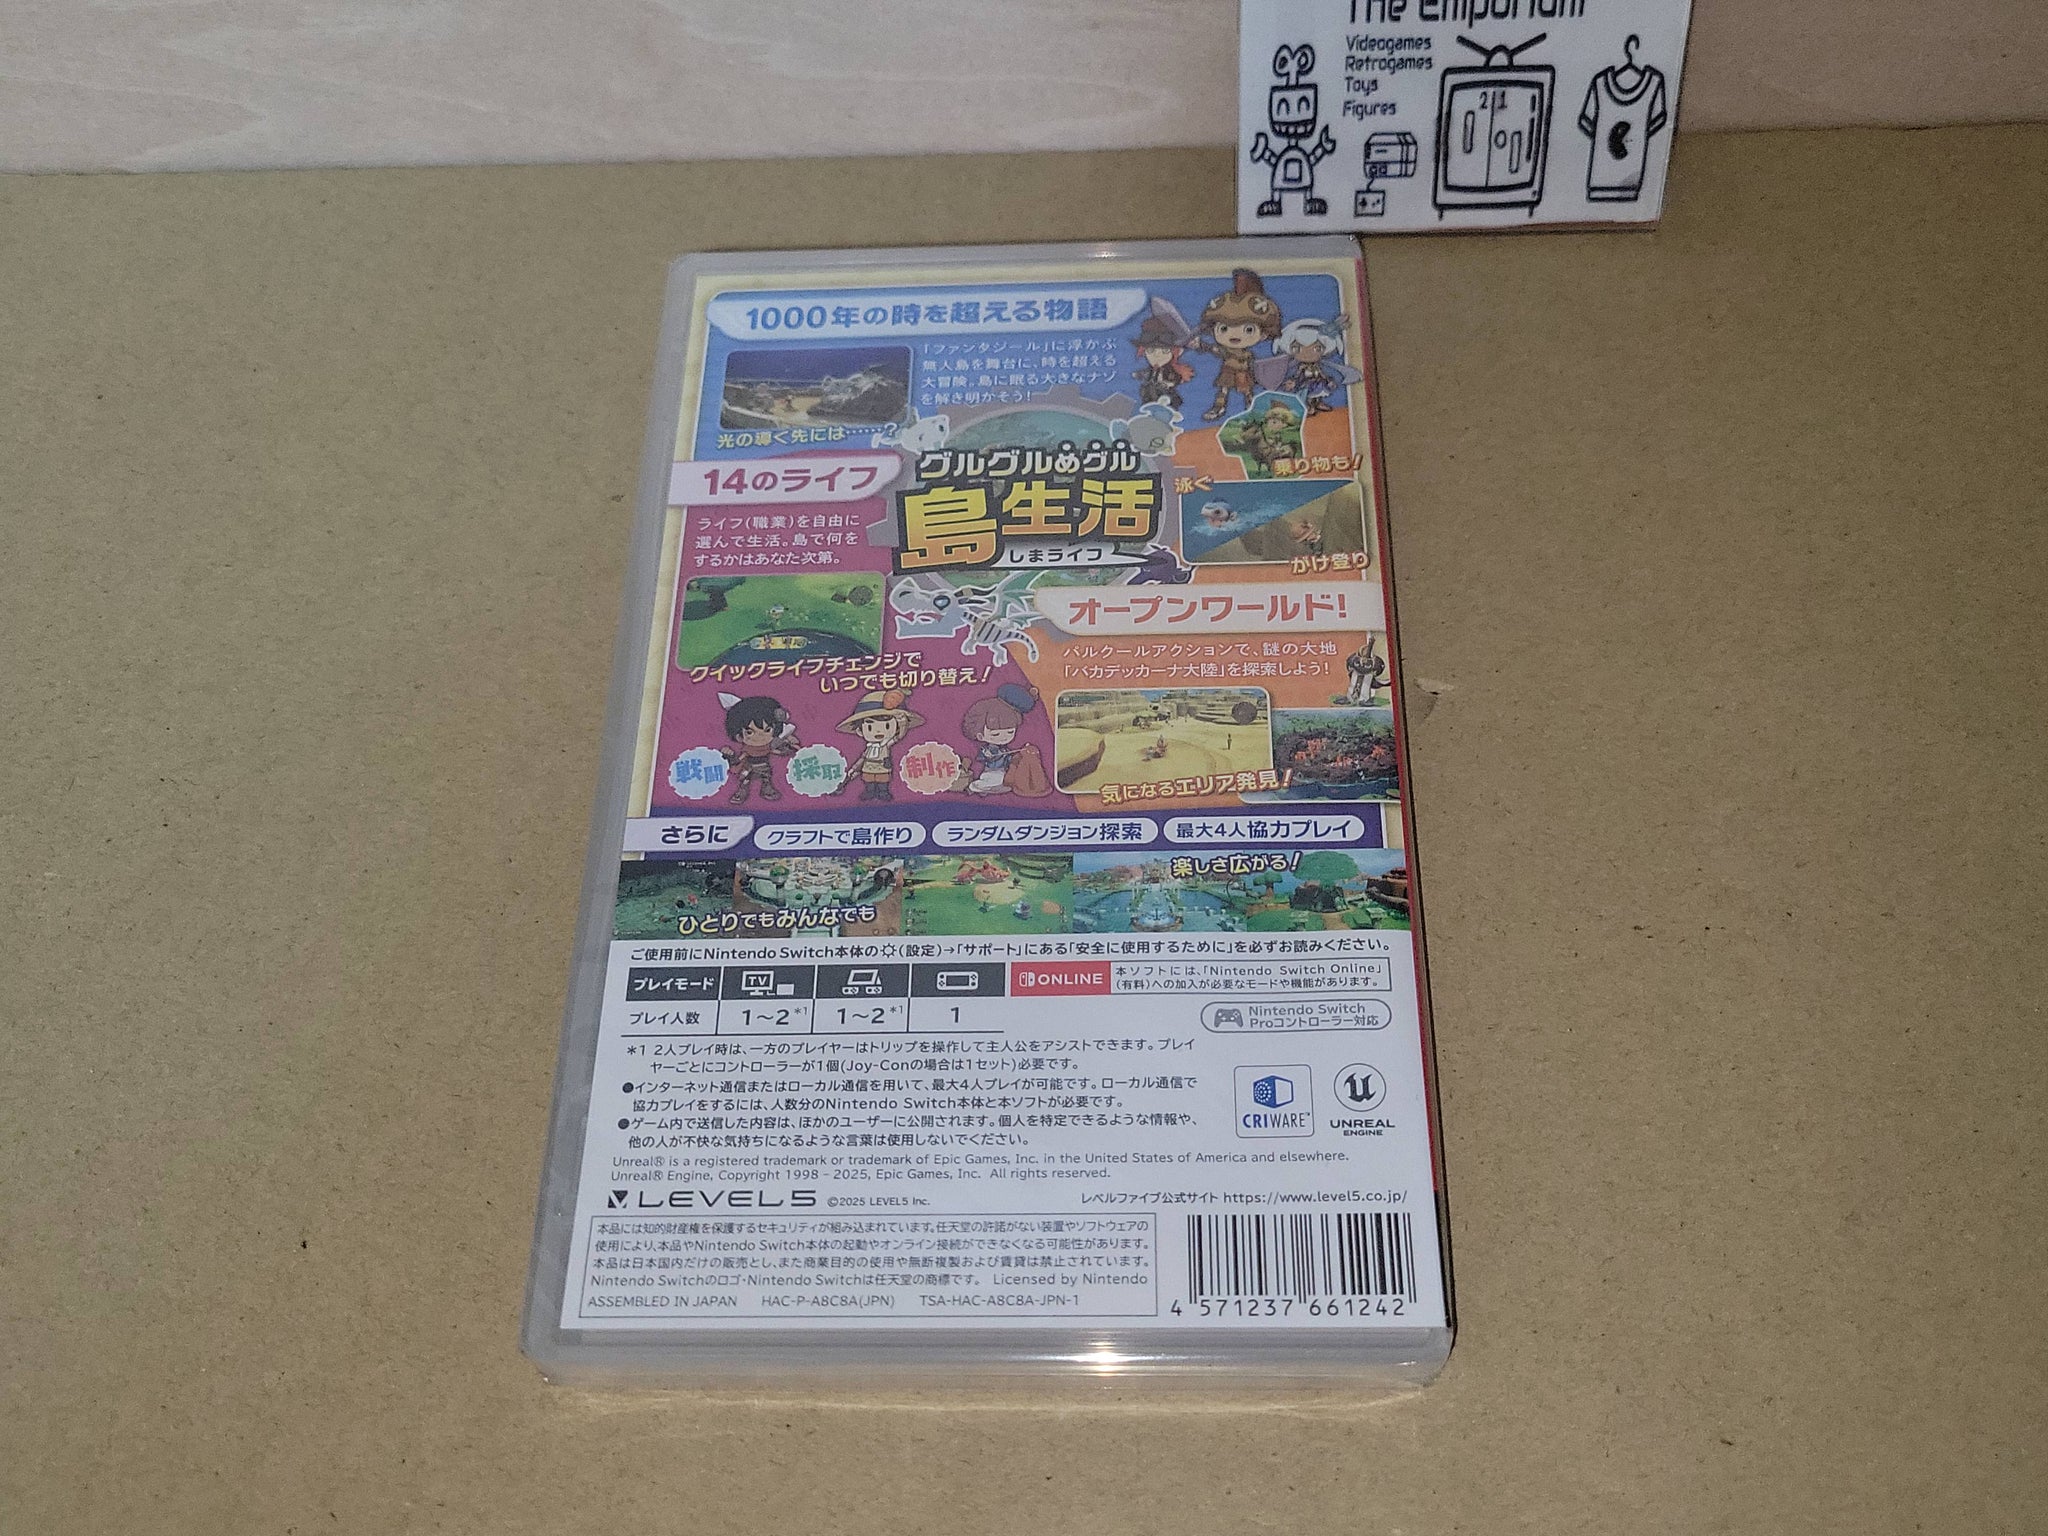 The Emporium
Videogames
Retrogames
Toys
Figures
21
1000年の時を超える物語
「ファンタジール」に浮かぶ
無人島を舞台に、時を超える
大冒険。島に眠る大きなナゾ
を解き明かそう!
光の導く先には……?
乗り物も!
14のライフ
グルグルめグル
島生活
しまライフ
泳ぐ
がけ登り
ライフ(職業)を自由に
選んで生活。島で何を
するかはあなた次第。
オープンワールド!
パルクールアクションで、謎の大地
「バカデッカーナ大陸」を探索しよう!
クイックライフチェンジで
いつでも切り替え!
戦闘
採取
制作
気になるエリア発見!
さらに
クラフトで島作り
ランダムダンジョン探索
最大4人協力プレイ
楽しさ広がる!
ひとりでもみんなでも
ご使用前にNintendo Switch本体の(設定)→「サポート」にある「安全に使用するために」を必ずお読みください。
プレイモード
TV
ONLINE
本ソフトには、「Nintendo Switch Online」
(有料)への加入が必要なモードや機能があります。
プレイ人数
1～2*1
1～2*1
1
Nintendo Switch
Proコントローラー対応
*1 2人プレイ時は、一方のプレイヤーはトリップを操作して主人公をアシストできます。プレイ
ヤーごとにコントローラーが1個(Joy-Conの場合は1セット)必要です。
●インターネット通信またはローカル通信を用いて、最大4人プレイが可能です。ローカル通信で
協力プレイをするには、人数分のNintendo Switch本体と本ソフトが必要です。
●ゲーム内で送信した内容は、ほかのユーザーに公開されます。個人を特定できるような情報や、
他の人が不快な気持ちになるような言葉は使用しないでください。
CRIWARE™
UNREAL
ENGINE
Unreal® is a registered trademark or trademark of Epic Games, Inc. in the United States of America and elsewhere.
Unreal® Engine, Copyright 1998 – 2025, Epic Games, Inc. All rights reserved.
LEVEL5 ©2025 LEVEL5 Inc.
レベルファイブ公式サイト https://www.level5.co.jp/
本品には知的財産権を保護するセキュリティが組み込まれています。任天堂の許諾がない装置やソフトウェアの
使用により、本品やNintendo Switch本体の起動やオンライン接続ができなくなる可能性があります。
本品は日本国内だけの販売とし、また商業目的の使用や無断複製および賃貸は禁止されています。
Nintendo Switchのロゴ・Nintendo Switchは任天堂の商標です。 Licensed by Nintendo
ASSEMBLED IN JAPAN HAC-P-A8C8A(JPN) TSA-HAC-A8C8A-JPN-1
4 571237 661242